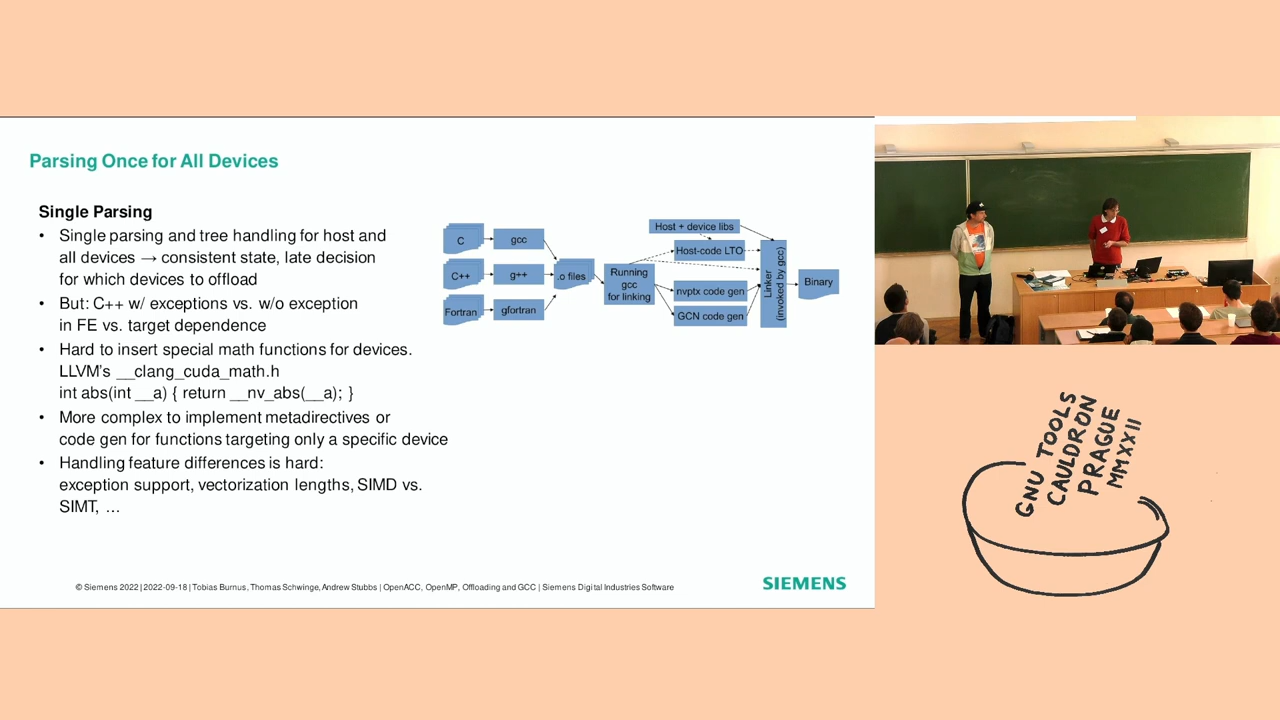 Parsing Once for All Devices
Single Parsing
• Single parsing and tree handling for host and
all devices → consistent state, late decision
for which devices to offload
• But: C++ w/ exceptions vs. w/o exception
in FE vs. target dependence
• Hard to insert special math functions for devices.
LLVM's __clang_cuda_math.h
int abs(int __a) { return __nv_abs(__a); }
• More complex to implement metadirectives or
code gen for functions targeting only a specific device
• Handling feature differences is hard:
exception support, vectorization lengths, SIMD vs.
SIMT, …
C
gcc
C++
g++
Fortran
gfortran
.o files
Running
gcc
for linking
Host + device libs
Host-code LTO
nvptx code gen
GCN code gen
Linker
(invoked by gcc)
Binary
© Siemens 2022 | 2022-09-18 | Tobias Burnus, Thomas Schwinge, Andrew Stubbs | OpenACC, OpenMP, Offloading and GCC | Siemens Digital Industries Software
SIEMENS
GNU TOOLS
CAULDRON
PRAGUE
MMXXII